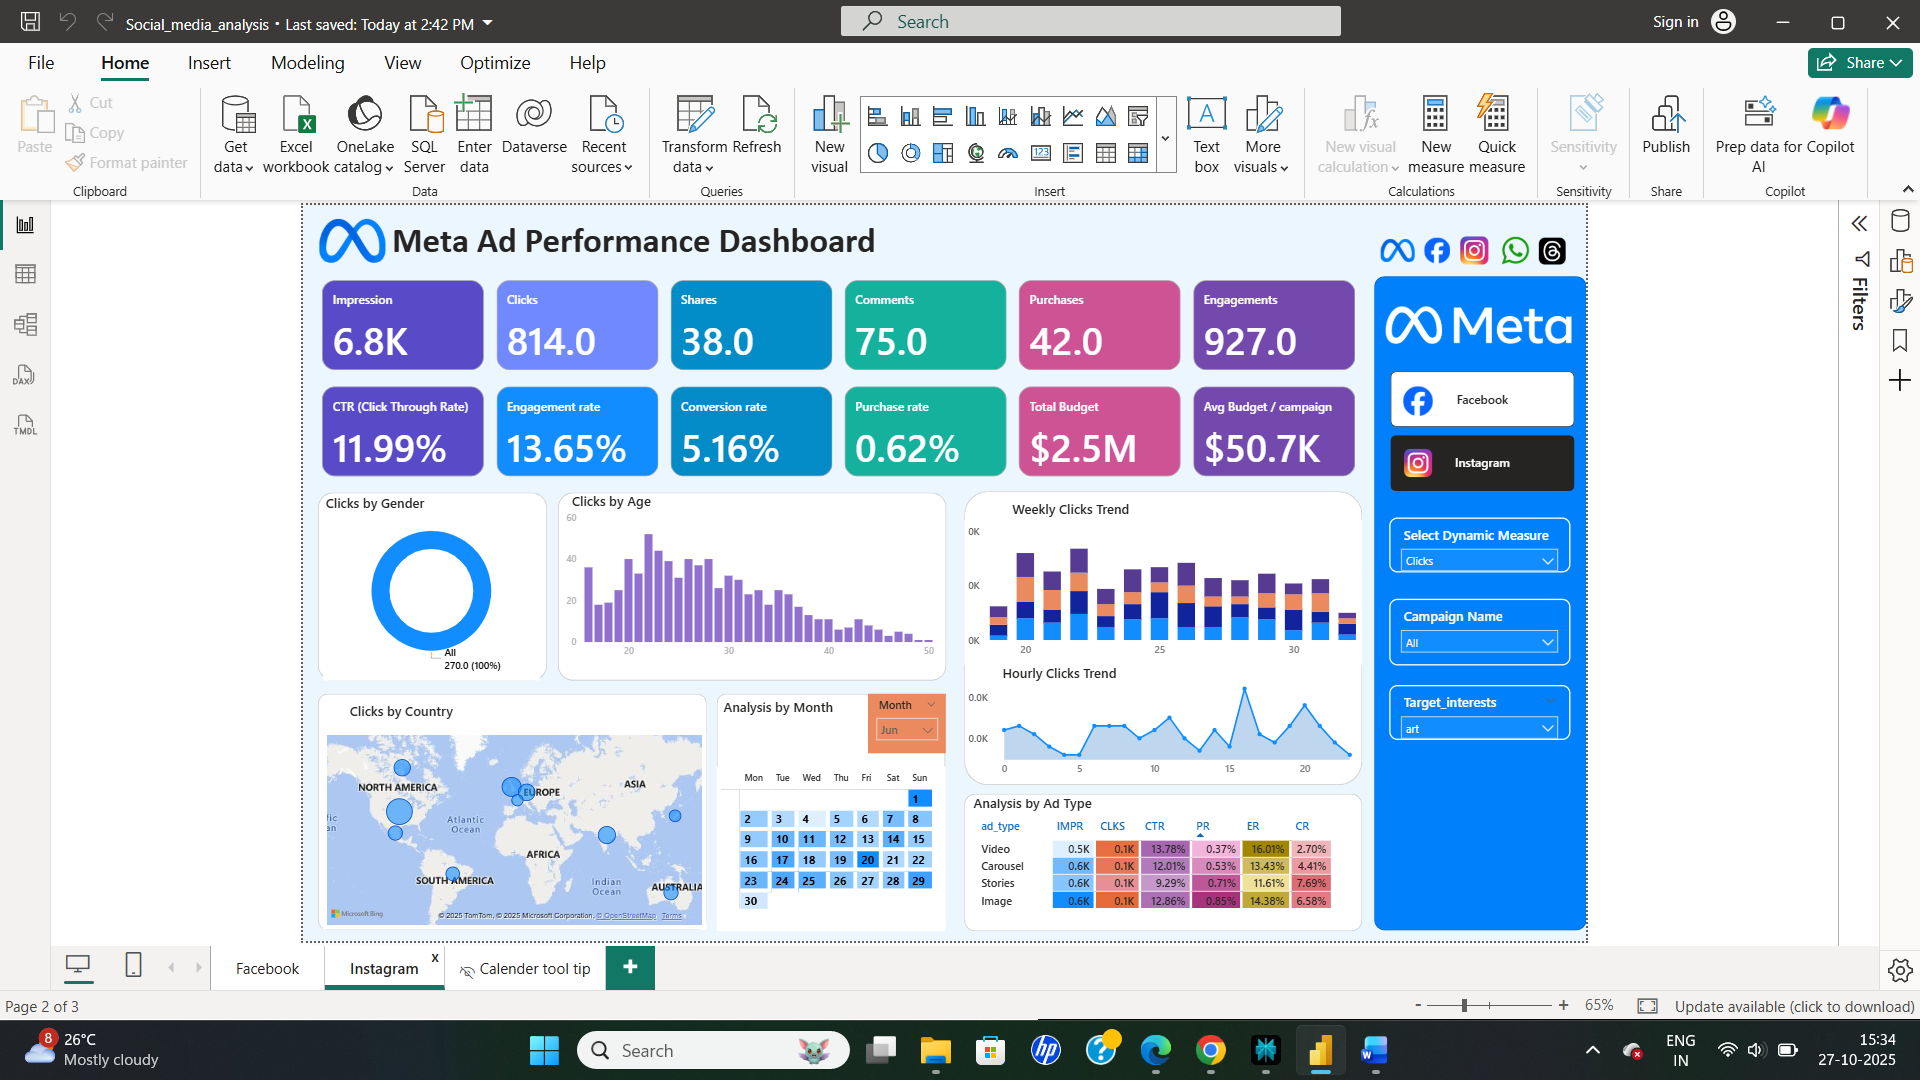 Social_media_analysis • Last saved: Today at 2:42 PM
Search
Sign in
File Home Insert Modeling View Optimize Help
Share
Paste
Cut
Copy
Format painter
Clipboard
Get data
Excel workbook
OneLake catalog
SQL Server
Enter data
Dataverse
Recent sources
Data
Transform data
Refresh
Queries
New visual
Text box
More visuals
Insert
New visual calculation
New measure
Quick measure
Calculations
Sensitivity
Sensitivity
Publish
Share
Prep data for AI
Copilot
Copilot
DAX
TMDL
Filters
Meta Ad Performance Dashboard
Impression
6.8K
Clicks
814.0
Shares
38.0
Comments
75.0
Purchases
42.0
Engagements
927.0
CTR (Click Through Rate)
11.99%
Engagement rate
13.65%
Conversion rate
5.16%
Purchase rate
0.62%
Total Budget
$2.5M
Avg Budget / campaign
$50.7K
Meta
Facebook
Instagram
Select Dynamic Measure
Clicks
Campaign Name
All
Target_interests
art
Clicks by Gender
All
270.0 (100%)
Clicks by Age
60
40
20
0
20 30 40 50
Weekly Clicks Trend
0K
0K
0K
20 25 30
Hourly Clicks Trend
0.0K
0.0K
0 5 10 15 20
Clicks by Country
NORTH AMERICA
EUROPE
ASIA
Atlantic
Ocean
AFRICA
SOUTH AMERICA
Indian
Ocean
AUSTRALIA
Microsoft Bing
© 2025 TomTom, © 2025 Microsoft Corporation, © OpenStreetMap Terms
Analysis by Month
Month
Jun
Mon Tue Wed Thu Fri Sat Sun
1
2 3 4 5 6 7 8
9 10 11 12 13 14 15
16 17 18 19 20 21 22
23 24 25 26 27 28 29
30
Analysis by Ad Type
ad_type IMPR CLKS CTR PR ER CR
Video 0.5K 0.1K 13.78% 0.37% 16.01% 2.70%
Carousel 0.6K 0.1K 12.01% 0.53% 13.43% 4.41%
Stories 0.6K 0.1K 9.29% 0.71% 11.61% 7.69%
Image 0.6K 0.1K 12.86% 0.85% 14.38% 6.58%
Facebook
Instagram
x
Calender tool tip
+
Page 2 of 3
- + 65%
Update available (click to download)
8
26°C
Mostly cloudy
Search
hp
ENG
IN
15:34
27-10-2025